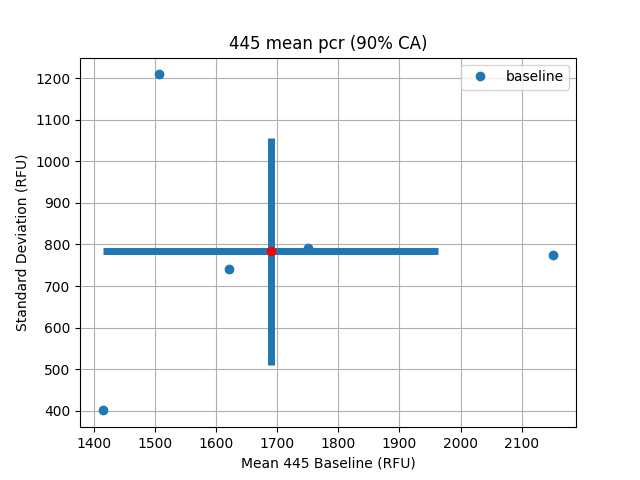 445 mean pcr (90% CA)
baseline
Standard Deviation (RFU)
1200
1100
1000
900
800
700
600
500
400
1400 1500 1600 1700 1800 1900 2000 2100
Mean 445 Baseline (RFU)